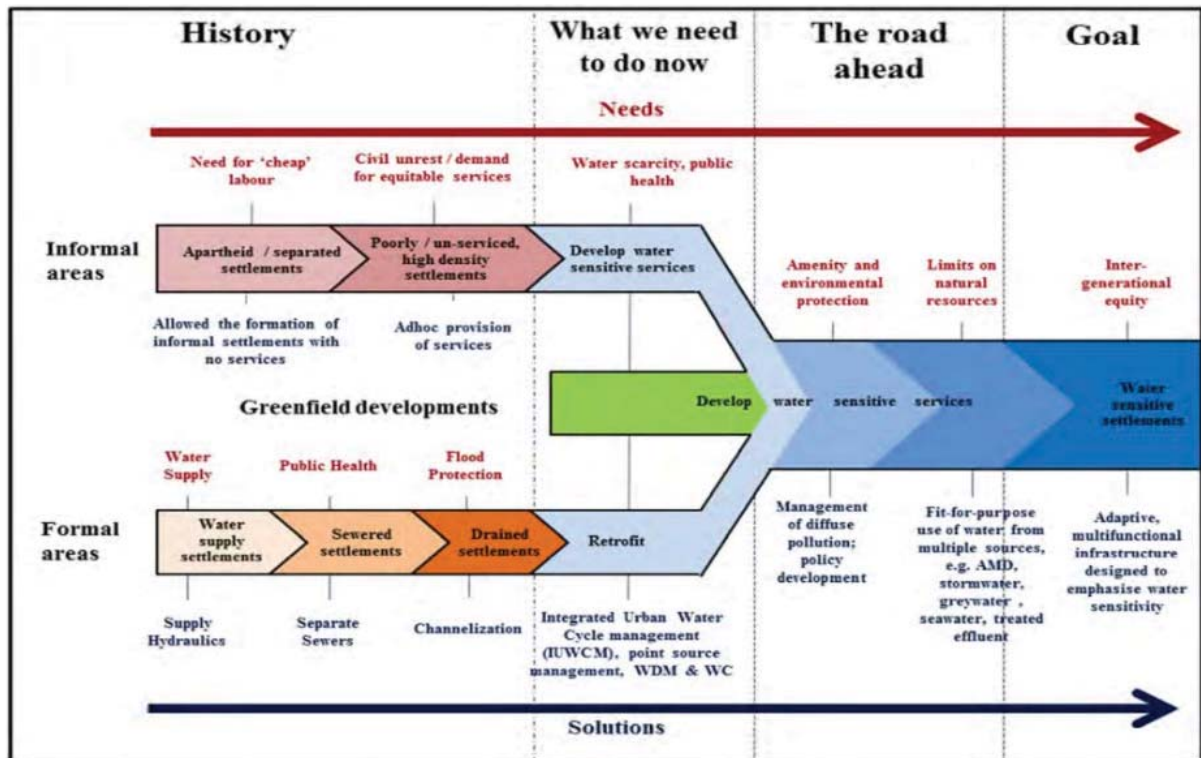 History
What we need
to do now
The road
ahead
Goal
Needs
Need for 'cheap'
labour
Civil unrest / demand
for equitable services
Water scarcity, public
health
Informal
areas
Apartheid / separated
settlements
Poorly / un-serviced,
high density
settlements
Develop water
sensitive services
Amenity and
environmental
protection
Limits on
natural
resources
Inter-
generational
equity
Allowed the formation of
informal settlements with
no services
Adhoc provision
of services
Greenfield developments
Develop water sensitive services
Water
sensitive
settlements
Water
Supply
Public Health
Flood
Protection
Formal
areas
Water
supply
settlements
Sewered
settlements
Drained
settlements
Retrofit
Management
of diffuse
pollution;
policy
development
Fit-for-purpose
use of water from
multiple sources,
e.g. AMD,
stormwater,
greywater ,
seawater, treated
effluent
Adaptive,
multifunctional
infrastructure
designed to
emphasise water
sensitivity
Supply
Hydraulics
Separate
Sewers
Channelization
Integrated Urban Water
Cycle management
(IUWCM), point source
management, WDM & WC
Solutions